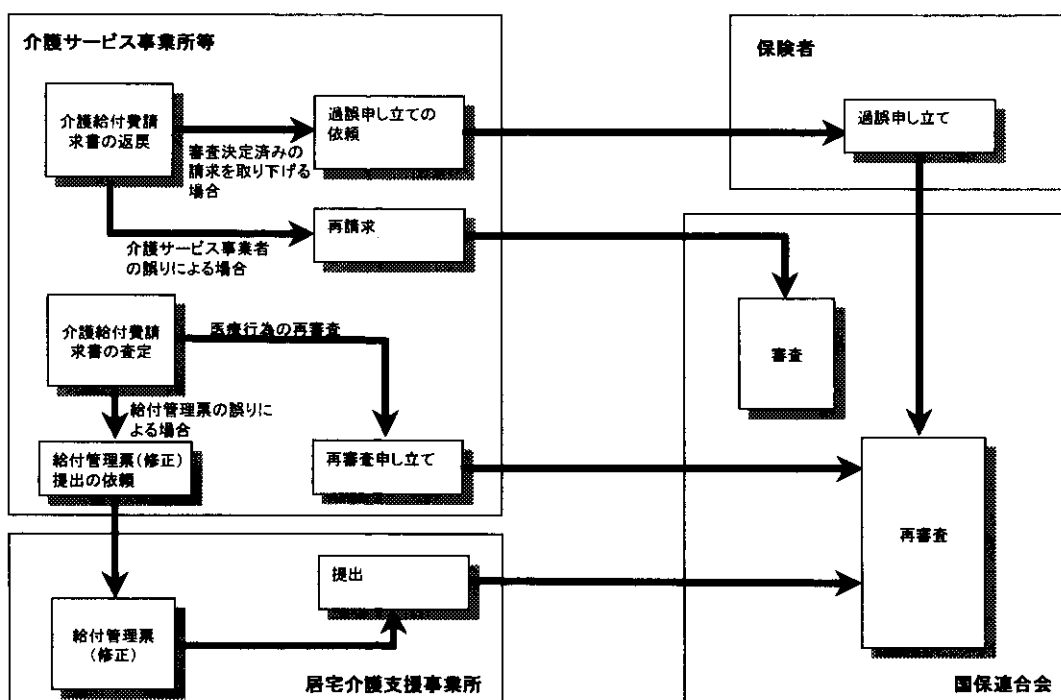 介護サービス事業所等
保険者
介護給付費請
求書の返戻
過誤申し立ての
依頼
過誤申し立て
審査決定済みの
請求を取り下げる
場合
再請求
介護サービス事業者
の誤りによる場合
介護給付費請
求書の査定
医療行為の再審査
審査
給付管理票の誤りに
よる場合
給付管理票(修正)
提出の依頼
再審査申し立て
再審査
提出
給付管理票
(修正)
居宅介護支援事業所
国保連合会